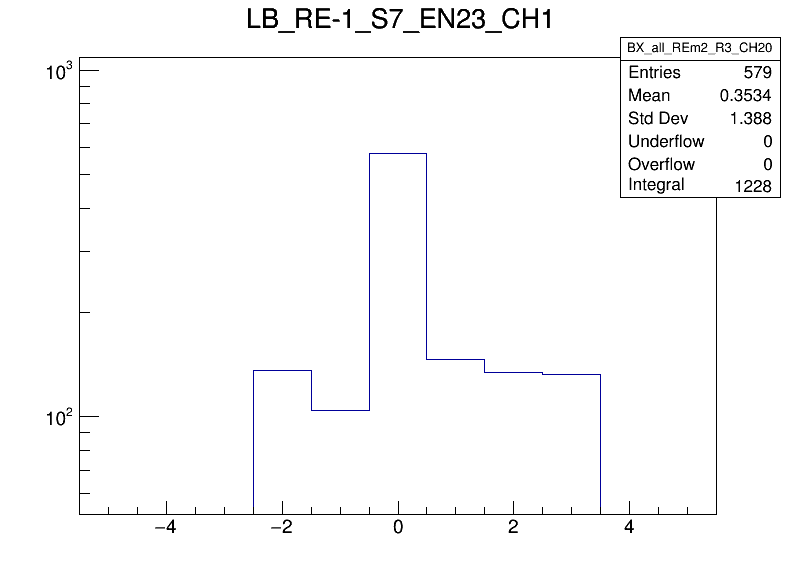 LB_RE-1_S7_EN23_CH1
BX_all_REm2_R3_CH20
Entries 579
Mean 0.3534
Std Dev 1.388
Underflow 0
Overflow 0
Integral 1228
10³
10²
−4 −2 0 2 4